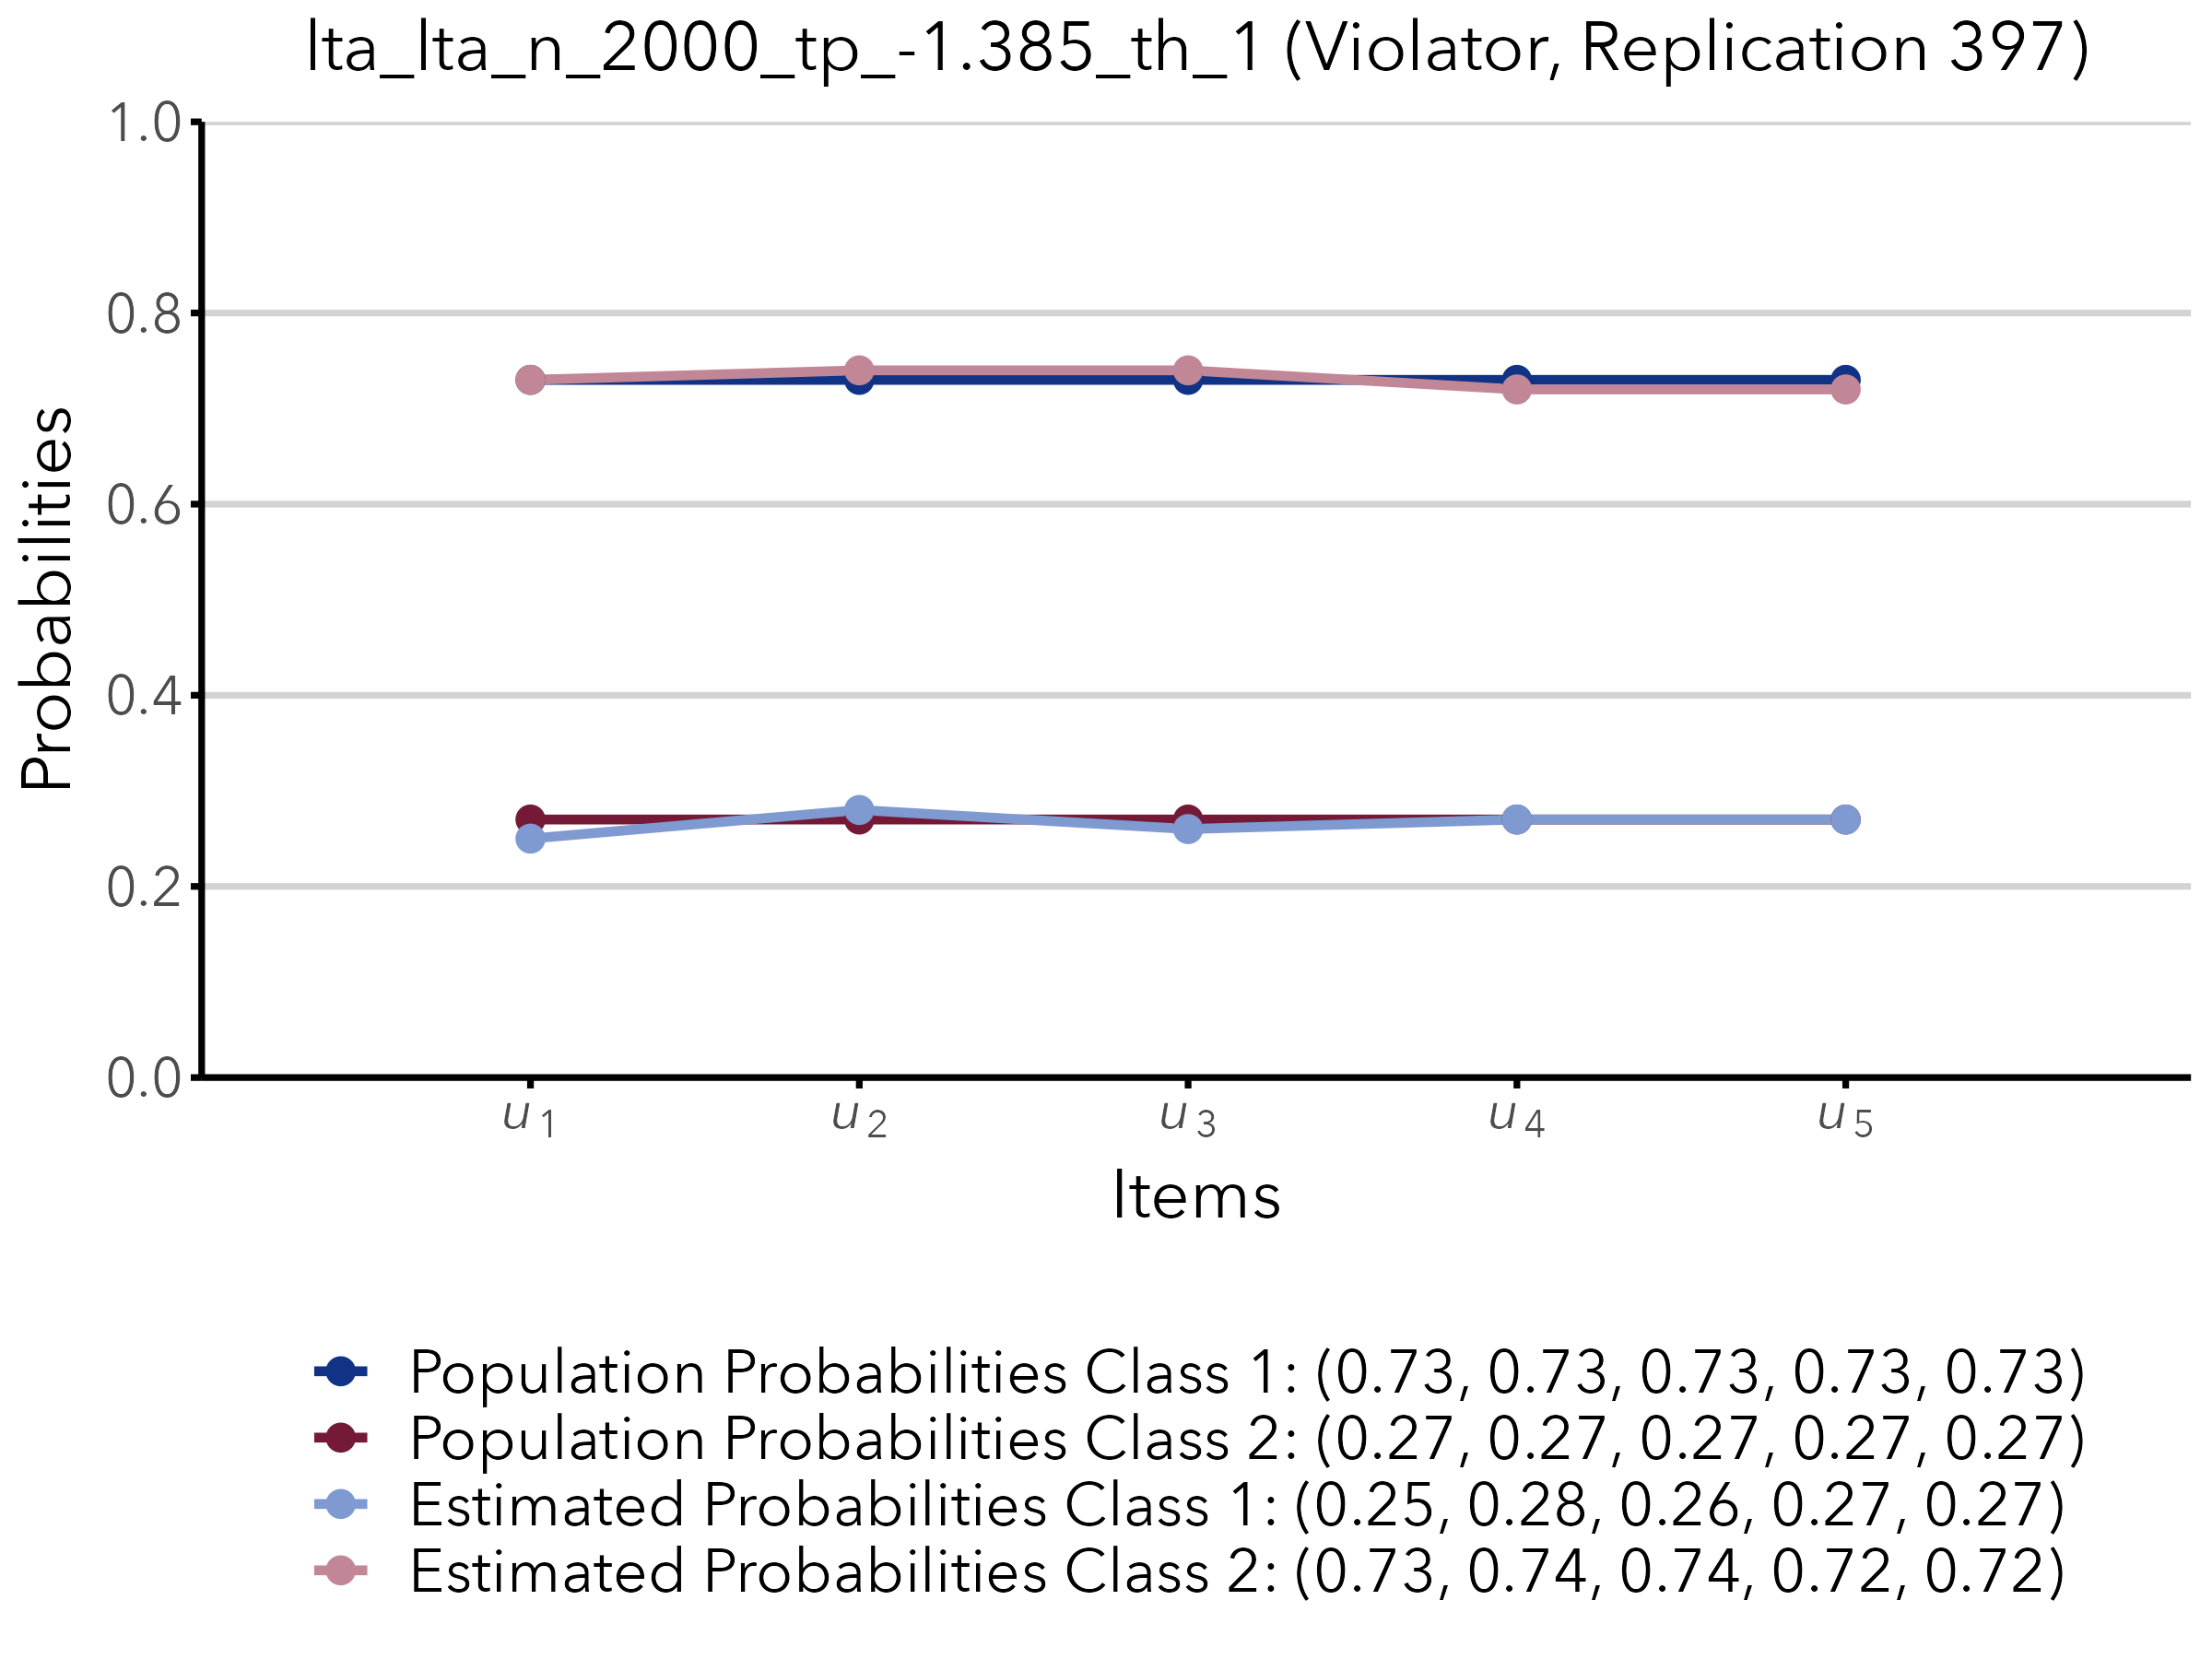 lta_lta_n_2000_tp_-1.385_th_1 (Violator, Replication 397)
1.0
0.8
0.6
0.4
0.2
0.0
Probabilities
u1 u2 u3 u4 u5
Items
Population Probabilities Class 1: (0.73, 0.73, 0.73, 0.73, 0.73)
Population Probabilities Class 2: (0.27, 0.27, 0.27, 0.27, 0.27)
Estimated Probabilities Class 1: (0.25, 0.28, 0.26, 0.27, 0.27)
Estimated Probabilities Class 2: (0.73, 0.74, 0.74, 0.72, 0.72)